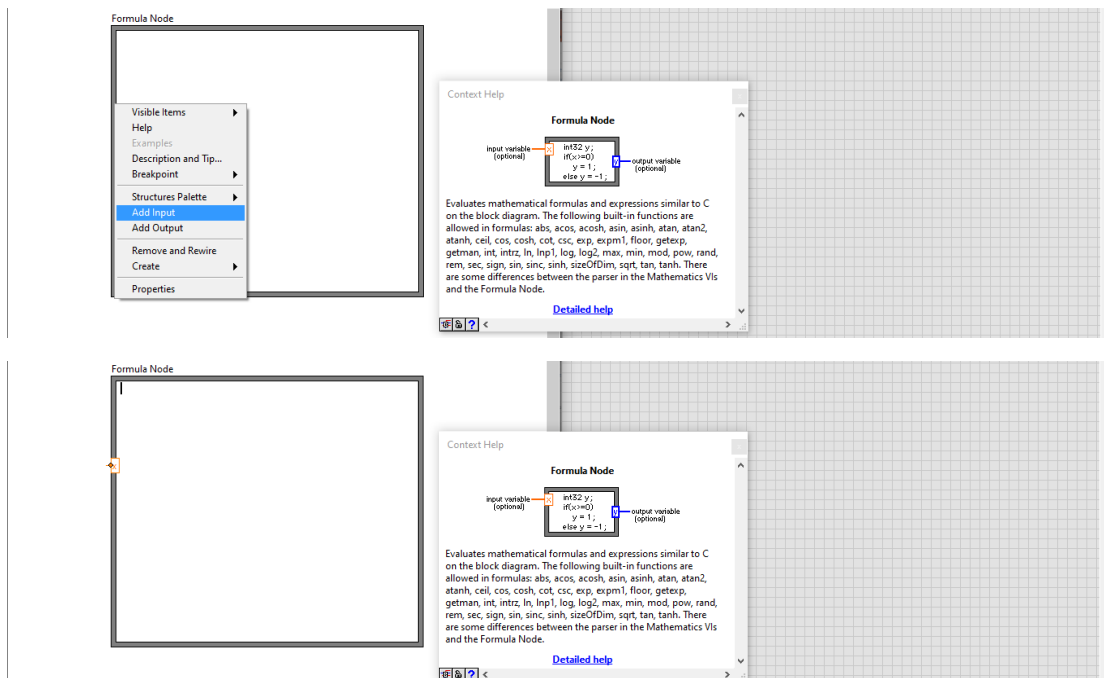 Formula Node
Visible Items
Help
Examples
Description and Tip...
Breakpoint
Structures Palette
Add Input
Add Output
Remove and Rewire
Create
Properties
Context Help
Formula Node
input variable
(optional)
x
int32 y;
if(x>=0)
y = 1;
else y = -1;
y
output variable
(optional)
Evaluates mathematical formulas and expressions similar to C
on the block diagram. The following built-in functions are
allowed in formulas: abs, acos, acosh, asin, asinh, atan, atan2,
atanh, ceil, cos, cosh, cot, csc, exp, expm1, floor, getexp,
getman, int, intrz, ln, lnp1, log, log2, max, min, mod, pow, rand,
rem, sec, sign, sin, sinc, sinh, sizeOfDim, sqrt, tan, tanh. There
are some differences between the parser in the Mathematics VIs
and the Formula Node.
Detailed help
?
Formula Node
x
Context Help
Formula Node
input variable
(optional)
x
int32 y;
if(x>=0)
y = 1;
else y = -1;
y
output variable
(optional)
Evaluates mathematical formulas and expressions similar to C
on the block diagram. The following built-in functions are
allowed in formulas: abs, acos, acosh, asin, asinh, atan, atan2,
atanh, ceil, cos, cosh, cot, csc, exp, expm1, floor, getexp,
getman, int, intrz, ln, lnp1, log, log2, max, min, mod, pow, rand,
rem, sec, sign, sin, sinc, sinh, sizeOfDim, sqrt, tan, tanh. There
are some differences between the parser in the Mathematics VIs
and the Formula Node.
Detailed help
?